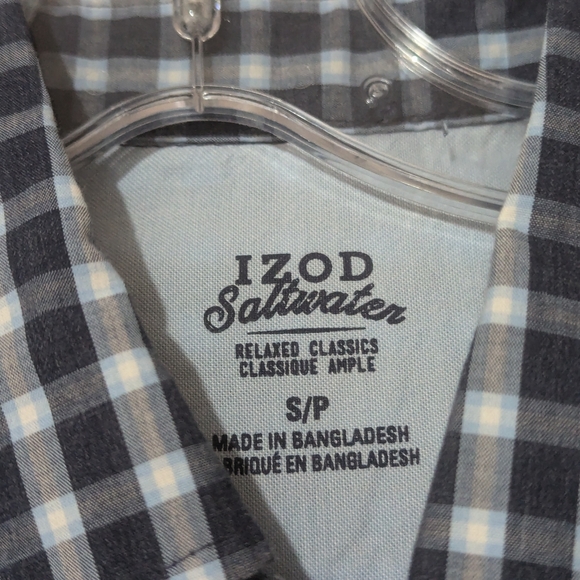 IZOD
Saltwater
RELAXED CLASSICS
CLASSIQUE AMPLE
S/P
MADE IN BANGLADESH
BRIQUÉ EN BANGLADESH